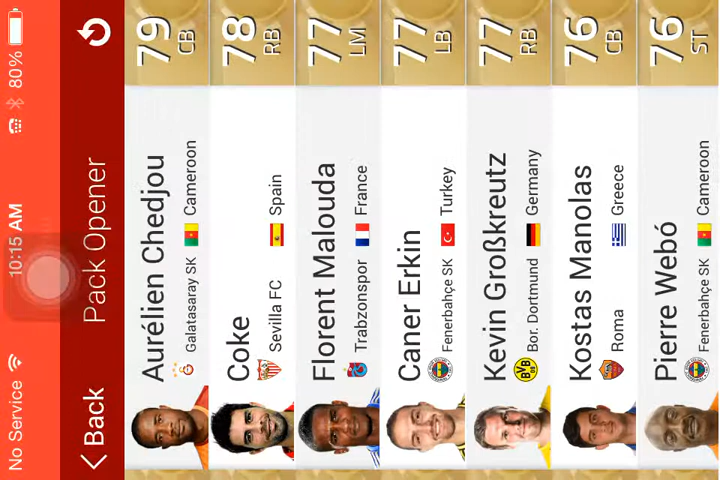 No Service 10:15 AM 80%
Back Pack Opener
Aurélien Chedjou
Galatasaray SK Cameroon
79
CB
Coke
Sevilla FC Spain
78
RB
Florent Malouda
Trabzonspor France
77
LM
Caner Erkin
Fenerbahçe SK Turkey
77
LB
Kevin Großkreutz
Bor. Dortmund Germany
77
RB
Kostas Manolas
Roma Greece
76
CB
Pierre Webó
Fenerbahçe SK Cameroon
76
ST